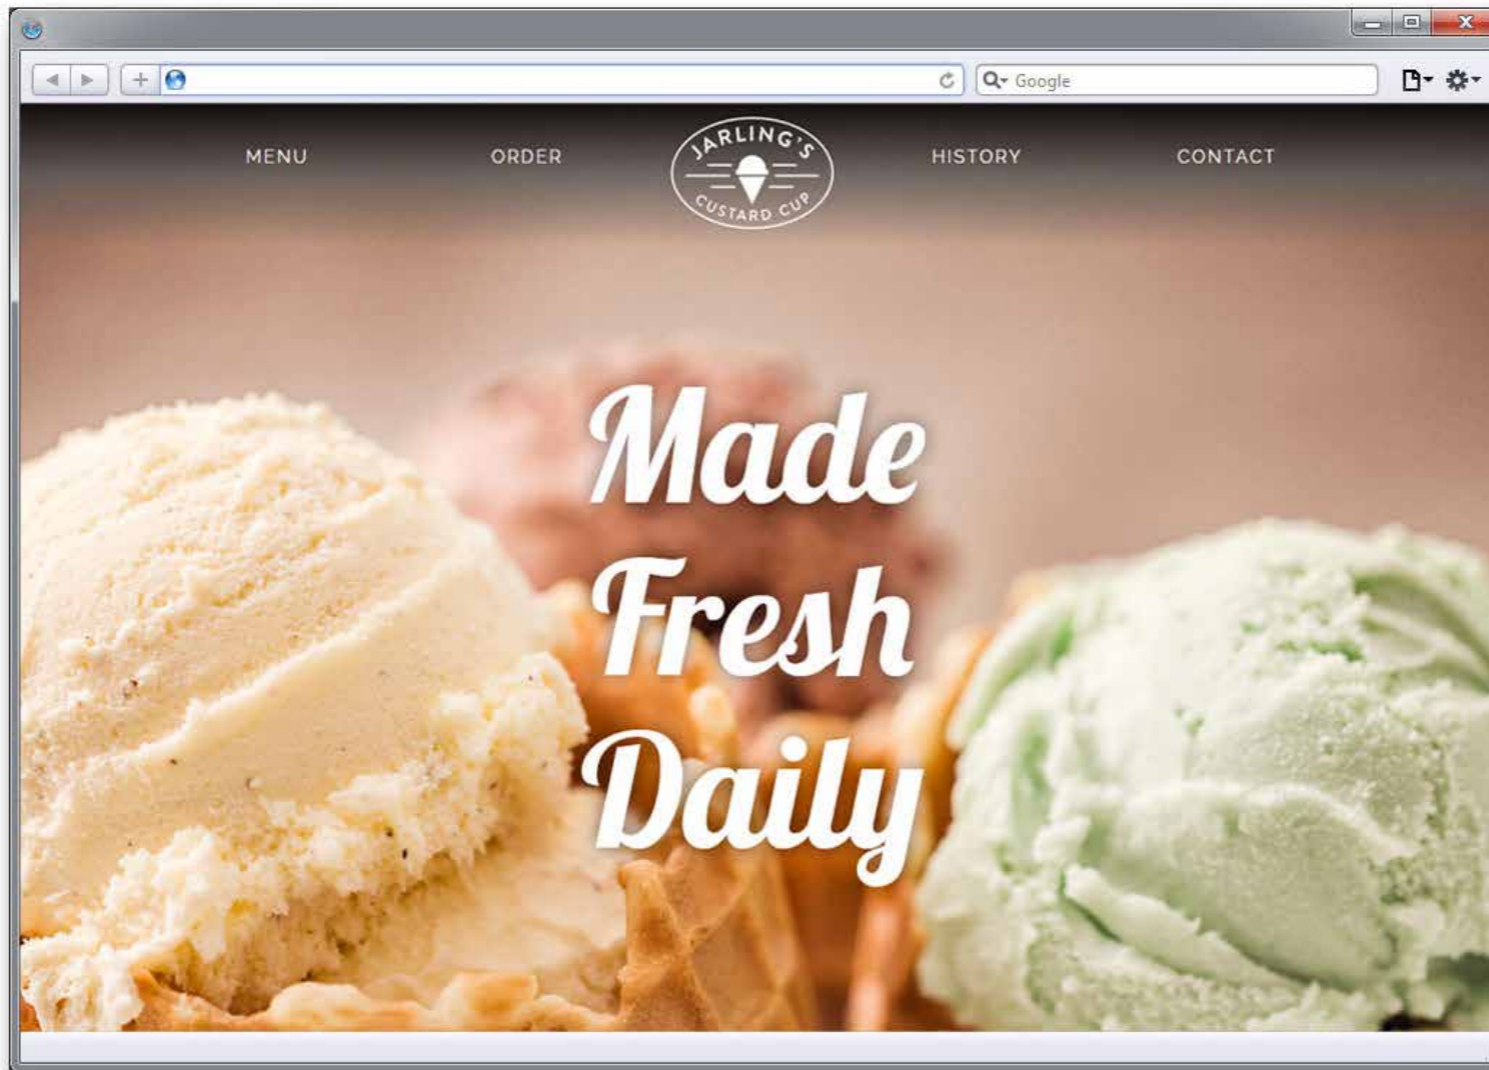 Google
MENU
ORDER
JARLING'S
CUSTARD CUP
HISTORY
CONTACT
Made
Fresh
Daily